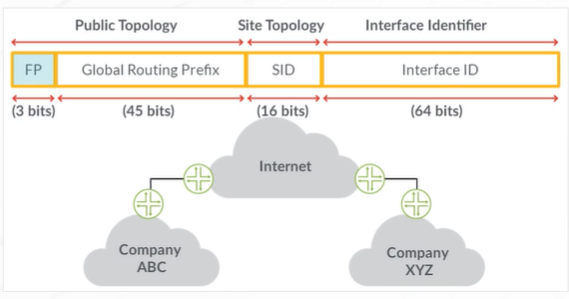 Public Topology Site Topology Interface Identifier
FP Global Routing Prefix SID Interface ID
(3 bits) (45 bits) (16 bits) (64 bits)
Internet
Company
ABC
Company
XYZ